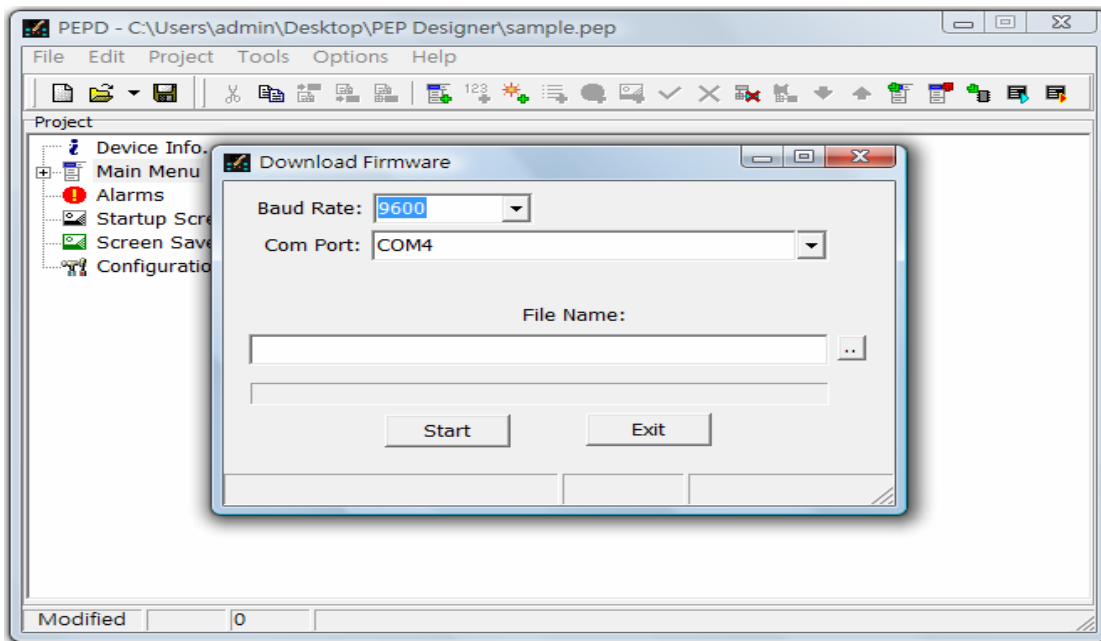 PEPD - C:\Users\admin\Desktop\PEP Designer\sample.pep
File Edit Project Tools Options Help
123
Project
Device Info.
Main Menu
Alarms
Startup Scre
Screen Save
Configuratio
Download Firmware
Baud Rate: 9600
Com Port: COM4
File Name:
..
Start Exit
Modified 0